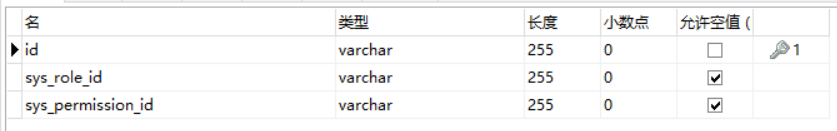 名 类型 长度 小数点 允许空值 (
id varchar 255 0 1
sys_role_id varchar 255 0
sys_permission_id varchar 255 0